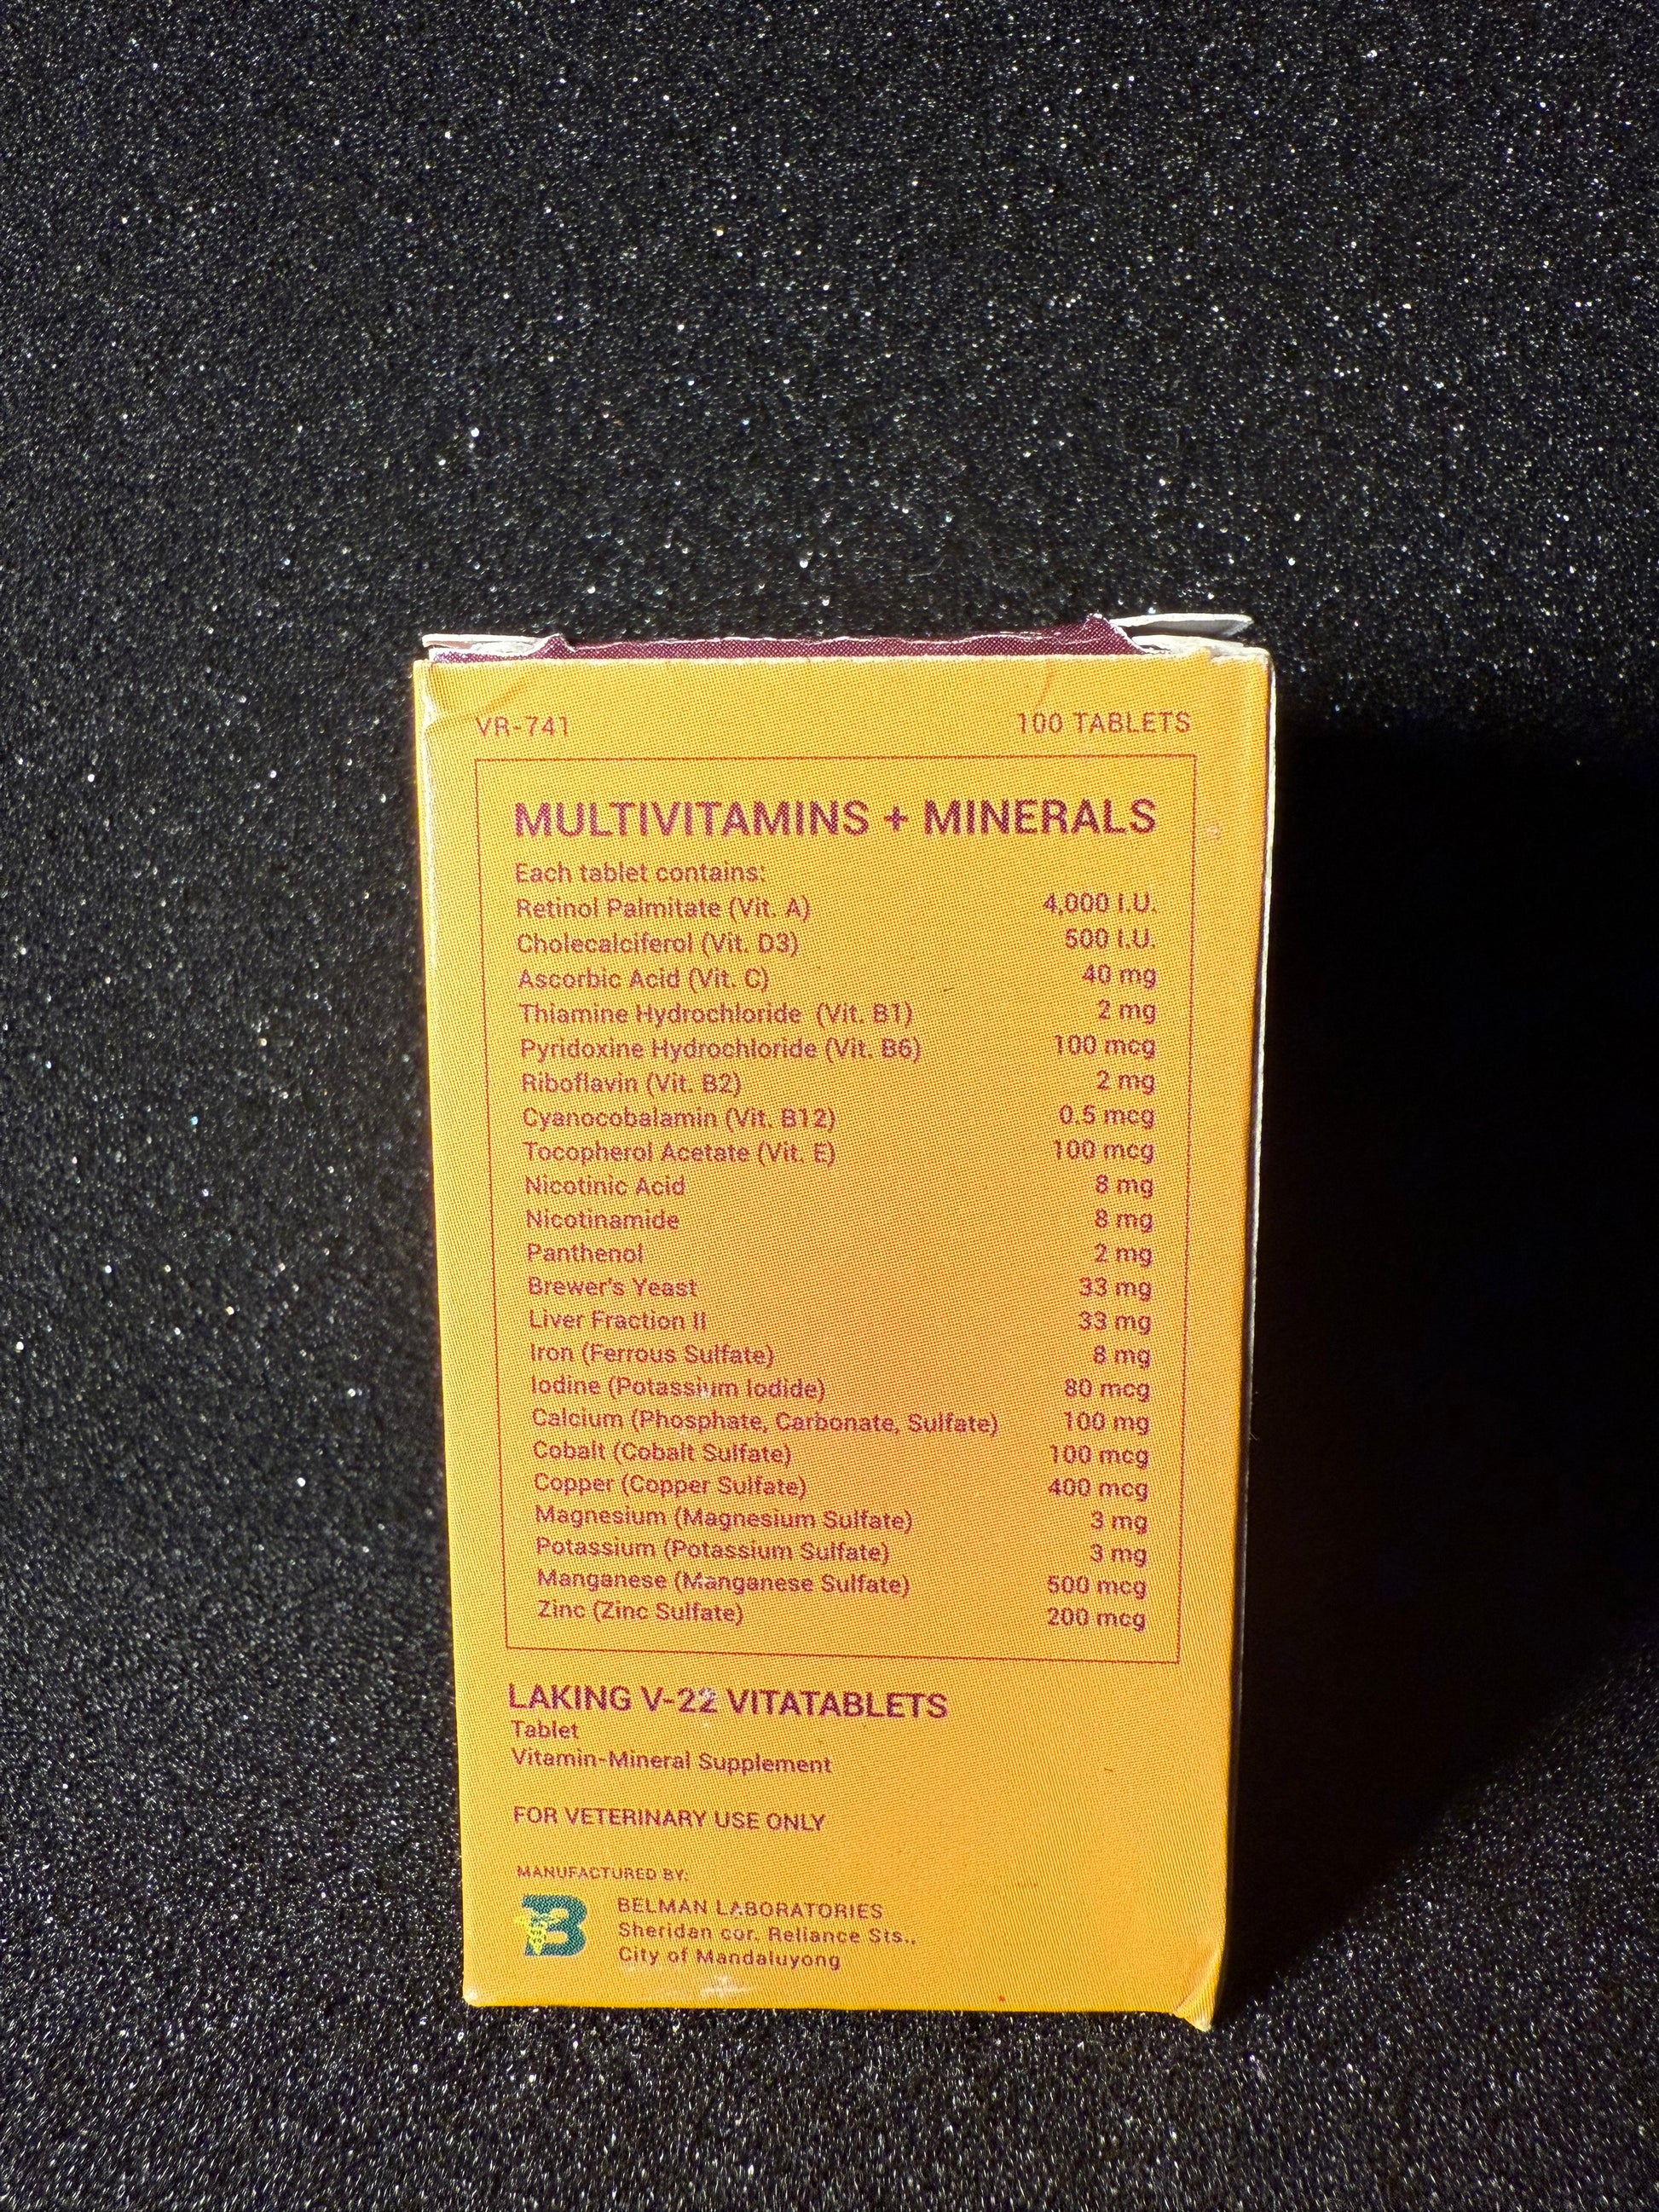 VR-741 100 TABLETS
MULTIVITAMINS + MINERALS
Each tablet contains:
Retinol Palmitate (Vit. A) 4,000 I.U.
Cholecalciferol (Vit. D3) 500 I.U.
Ascorbic Acid (Vit. C) 40 mg
Thiamine Hydrochloride (Vit. B1) 2 mg
Pyridoxine Hydrochloride (Vit. B6) 100 mcg
Riboflavin (Vit. B2) 2 mg
Cyanocobalamin (Vit. B12) 0.5 mcg
Tocopherol Acetate (Vit. E) 100 mcg
Nicotinic Acid 8 mg
Nicotinamide 8 mg
Panthenol 2 mg
Brewer's Yeast 33 mg
Liver Fraction II 33 mg
Iron (Ferrous Sulfate) 8 mg
Iodine (Potassium Iodide) 80 mcg
Calcium (Phosphate, Carbonate, Sulfate) 100 mg
Cobalt (Cobalt Sulfate) 100 mcg
Copper (Copper Sulfate) 400 mcg
Magnesium (Magnesium Sulfate) 3 mg
Potassium (Potassium Sulfate) 3 mg
Manganese (Manganese Sulfate) 500 mcg
Zinc (Zinc Sulfate) 200 mcg
LAKING V-22 VITATABLETS
Tablet
Vitamin-Mineral Supplement
FOR VETERINARY USE ONLY
MANUFACTURED BY:
B
BELMAN LABORATORIES
Sheridan cor. Reliance Sts.,
City of Mandaluyong